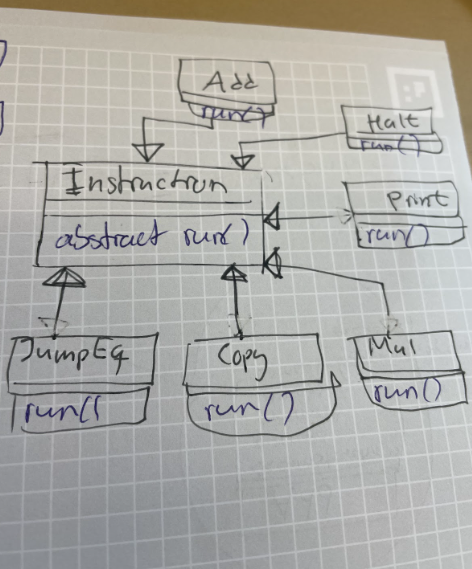 Add
run()
Halt
run()
Instruction
abstract run()
Print
run()
JumpEq
run()
Copy
run()
Mul
run()